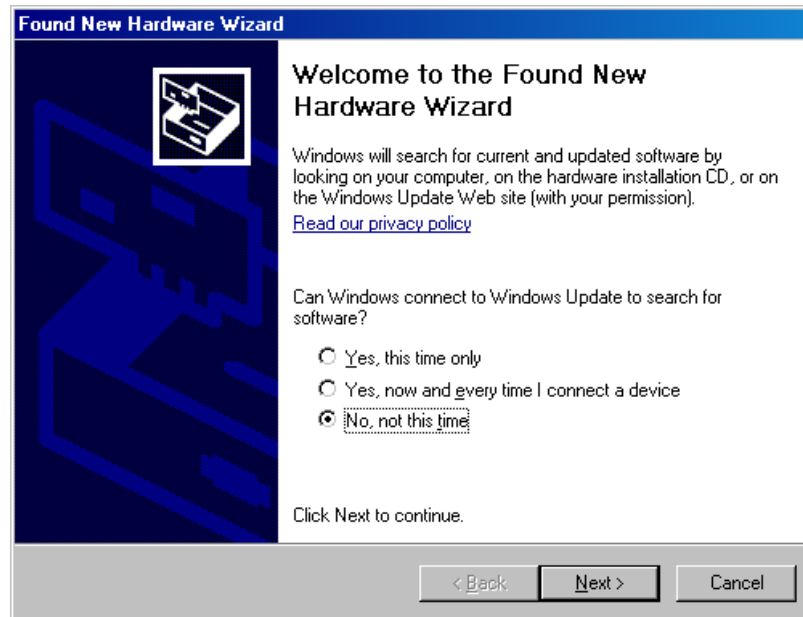 Found New Hardware Wizard
Welcome to the Found New
Hardware Wizard
Windows will search for current and updated software by
looking on your computer, on the hardware installation CD, or on
the Windows Update Web site (with your permission).
Read our privacy policy
Can Windows connect to Windows Update to search for
software?
Yes, this time only
Yes, now and every time I connect a device
No, not this time
Click Next to continue.
< Back Next > Cancel